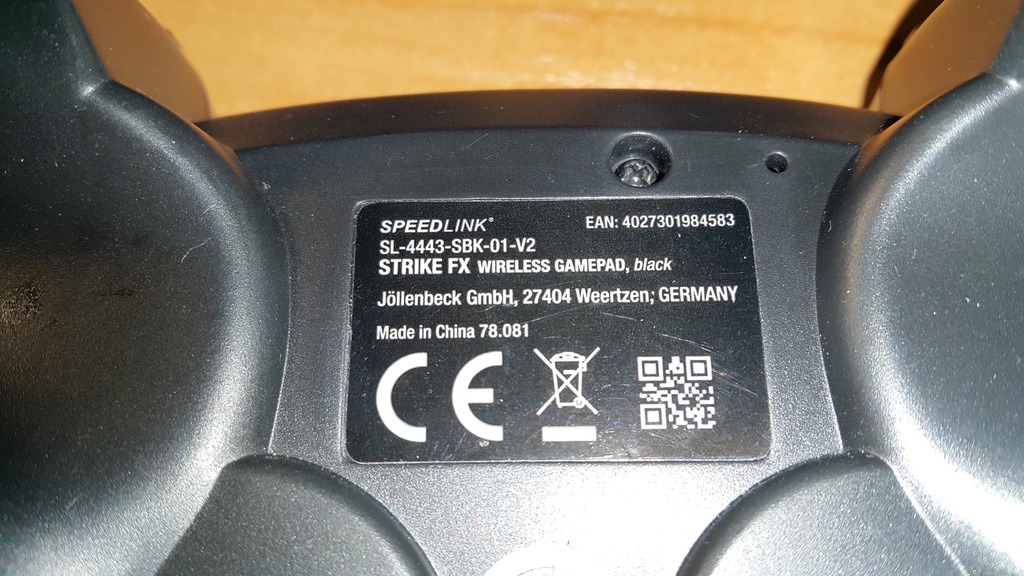 SPEEDLINK®
EAN: 4027301984583
SL-4443-SBK-01-V2
STRIKE FX WIRELESS GAMEPAD, black
Jöllenbeck GmbH, 27404 Weertzen, GERMANY
Made in China 78.081
CE